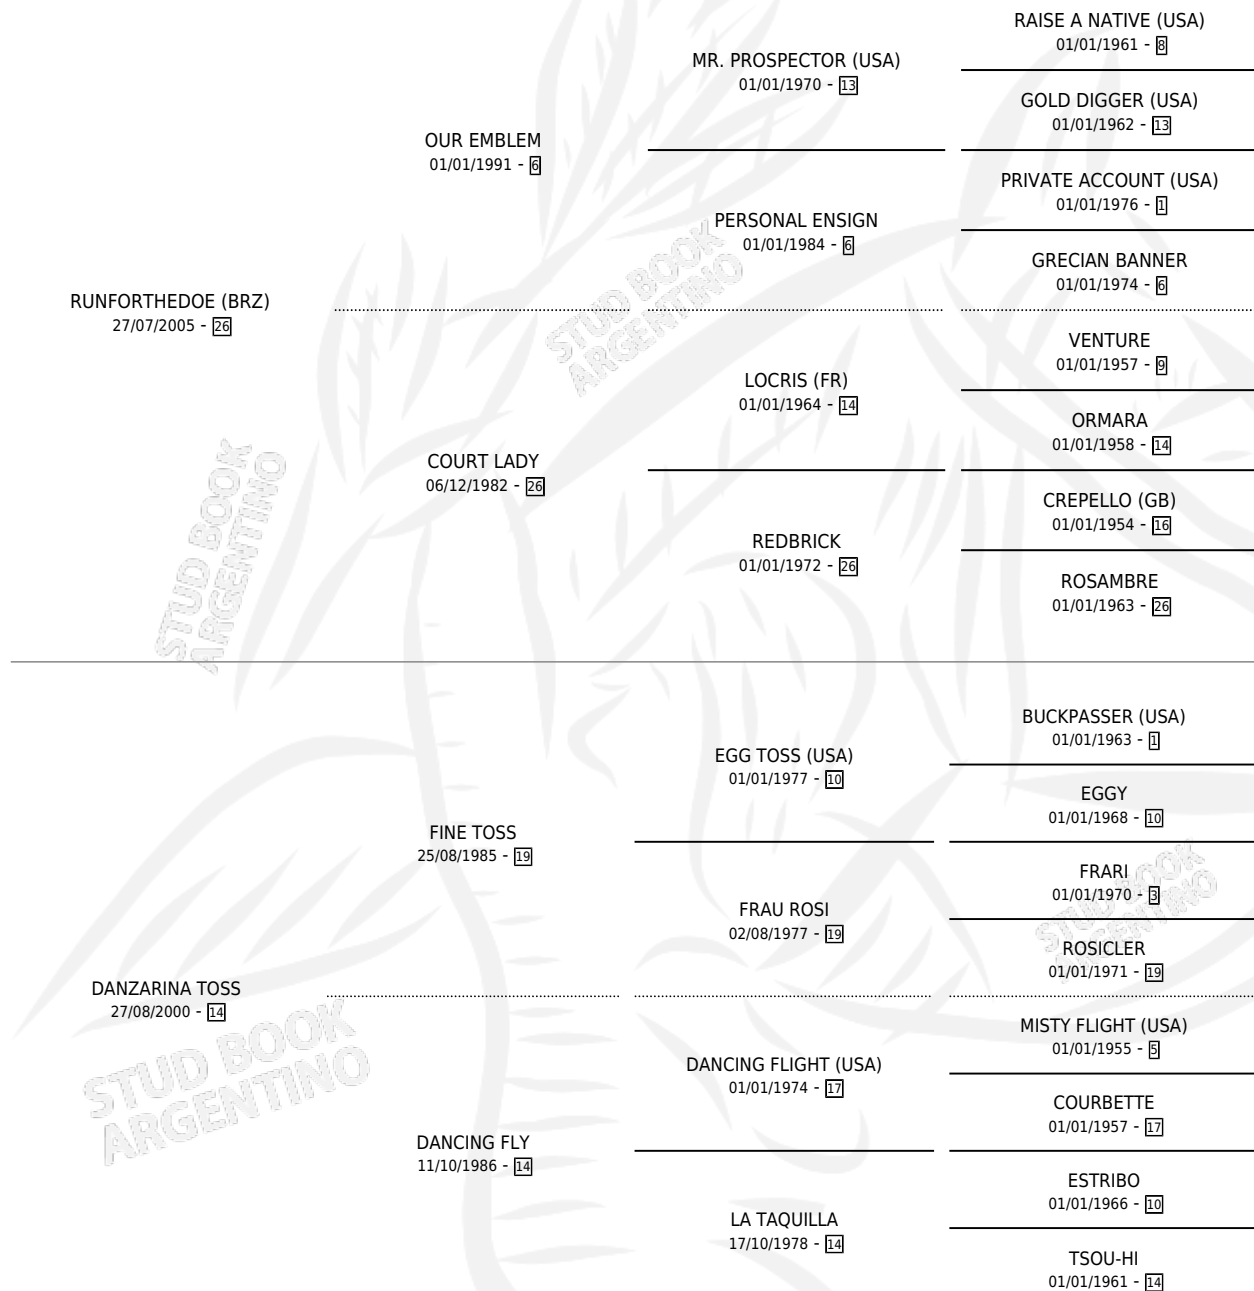 RAISE A NATIVE (USA)
01/01/1961 - 8
MR. PROSPECTOR (USA)
01/01/1970 - 13
GOLD DIGGER (USA)
01/01/1962 - 13
OUR EMBLEM
01/01/1991 - 6
PRIVATE ACCOUNT (USA)
01/01/1976 - 1
PERSONAL ENSIGN
01/01/1984 - 6
GRECIAN BANNER
01/01/1974 - 6
RUNFORTHEDOE (BRZ)
27/07/2005 - 26
VENTURE
01/01/1957 - 9
LOCRIS (FR)
01/01/1964 - 14
ORMARA
01/01/1958 - 14
COURT LADY
06/12/1982 - 26
CREPELLO (GB)
01/01/1954 - 16
REDBRICK
01/01/1972 - 26
ROSAMBRE
01/01/1963 - 26
STUD BOOK
ARGENTINO
STUD BOOK
ARGENTINO
BUCKPASSER (USA)
01/01/1963 - 1
EGG TOSS (USA)
01/01/1977 - 10
EGGY
01/01/1968 - 10
FINE TOSS
25/08/1985 - 19
FRARI
01/01/1970 - 3
FRAU ROSI
02/08/1977 - 19
ROSICLER
01/01/1971 - 19
DANZARINA TOSS
27/08/2000 - 14
MISTY FLIGHT (USA)
01/01/1955 - 5
DANCING FLIGHT (USA)
01/01/1974 - 17
COURBETTE
01/01/1957 - 17
DANCING FLY
11/10/1986 - 14
ESTRIBO
01/01/1966 - 10
LA TAQUILLA
17/10/1978 - 14
TSOU-HI
01/01/1961 - 14
STUD BOOK
ARGENTINO
STUD BOOK
ARGENTINO